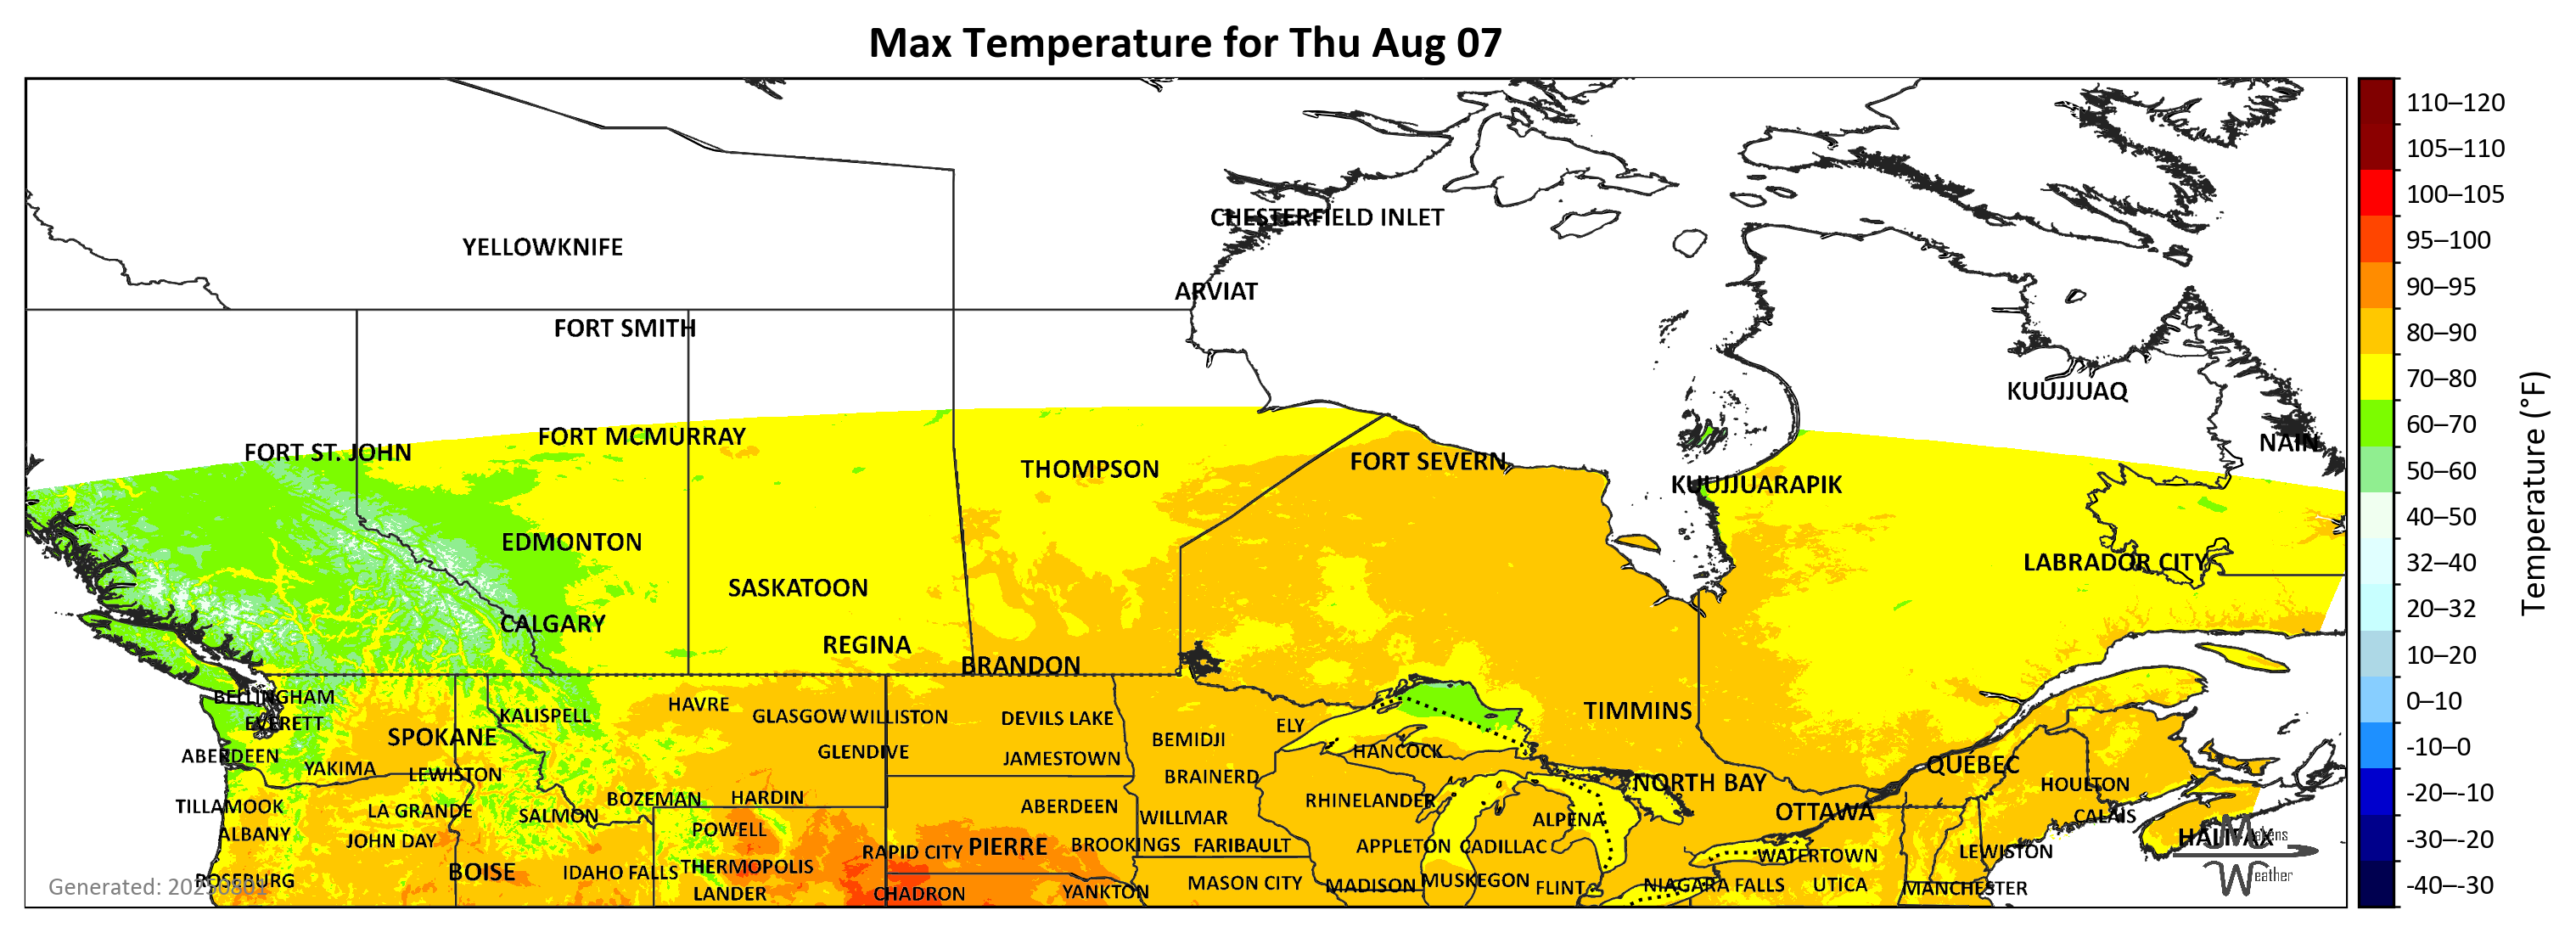 Max Temperature for Thu Aug 07
CHESTERFIELD INLET
YELLOWKNIFE
ARVIAT
FORT SMITH
KUUJJUAQ
FORT MCMURRAY
NAIN
FORT ST. JOHN
THOMPSON
FORT SEVERN
KUUJJUARAPIK
EDMONTON
LABRADOR CITY
SASKATOON
CALGARY
REGINA
BRANDON
BELLINGHAM
HAVRE
KALISPELL
GLASGOW
WILLISTON
DEVILS LAKE
TIMMINS
EVERETT
ELY
SPOKANE
BEMIDJI
GLENDIVE
HANCOCK
ABERDEEN
JAMESTOWN
QUÉBEC
YAKIMA
LEWISTON
BRAINERD
NORTH BAY
HOULTON
BOZEMAN
HARDIN
RHINELANDER
TILLAMOOK
LA GRANDE
ABERDEEN
SALMON
WILLMAR
OTTAWA
CALAIS
ALPENA
ALBANY
JOHN DAY
POWELL
HALIFAX
Makens
Weather
RAPID CITY
PIERRE
BROOKINGS
FARIBAULT
APPLETON
CADILLAC
LEWISTON
WATERTOWN
THERMOPOLIS
BOISE
IDAHO FALLS
ROSEBURG
MASON CITY
MADISON
MUSKEGON
FLINT
NIAGARA FALLS
UTICA
MANCHESTER
LANDER
CHADRON
YANKTON
Generated: 20250801
110–120
105–110
100–105
95–100
90–95
80–90
70–80
60–70
50–60
40–50
32–40
20–32
10–20
0–10
-10–0
-20–-10
-30–-20
-40–-30
Temperature (°F)